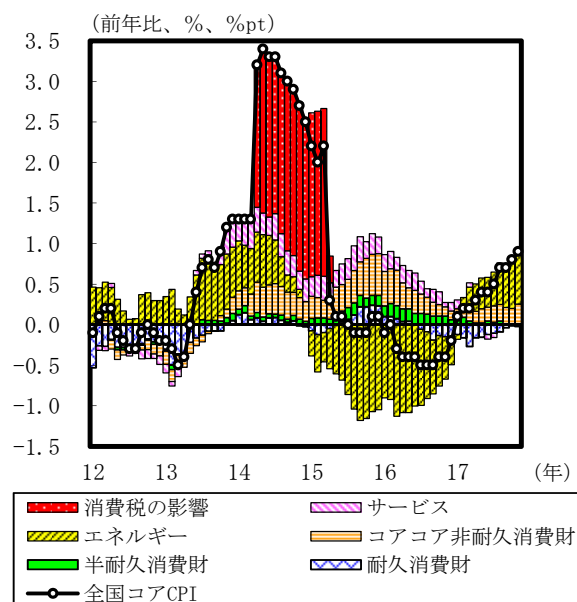 (前年比、%、%pt)
3.5
3.0
2.5
2.0
1.5
1.0
0.5
0.0
-0.5
-1.0
-1.5
12 13 14 15 16 17 (年)
消費税の影響 サービス
エネルギー コアコア非耐久消費財
半耐久消費財 耐久消費財
全国コアCPI